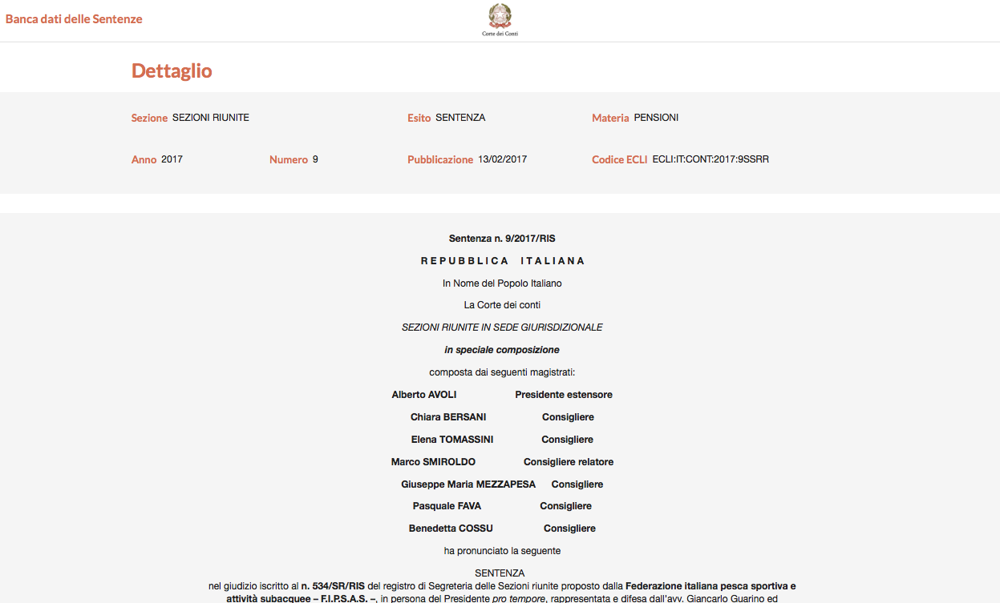 Banca dati delle Sentenze
Corte dei Conti
Dettaglio
Sezione SEZIONI RIUNITE Esito SENTENZA Materia PENSIONI
Anno 2017 Numero 9 Pubblicazione 13/02/2017 Codice ECLI ECLI:IT:CONT:2017:9SSRR
Sentenza n. 9/2017/RIS
R E P U B B L I C A I T A L I A N A
In Nome del Popolo Italiano
La Corte dei conti
SEZIONI RIUNITE IN SEDE GIURISDIZIONALE
in speciale composizione
composta dai seguenti magistrati:
Alberto AVOLI Presidente estensore
Chiara BERSANI Consigliere
Elena TOMASSINI Consigliere
Marco SMIROLDO Consigliere relatore
Giuseppe Maria MEZZAPESA Consigliere
Pasquale FAVA Consigliere
Benedetta COSSU Consigliere
ha pronunciato la seguente
SENTENZA
nel giudizio iscritto al n. 534/SR/RIS del registro di Segreteria delle Sezioni riunite proposto dalla Federazione italiana pesca sportiva e
attività subacquee – F.I.P.S.A.S. –, in persona del Presidente pro tempore, rappresentata e difesa dall'avv. Giancarlo Guarino ed